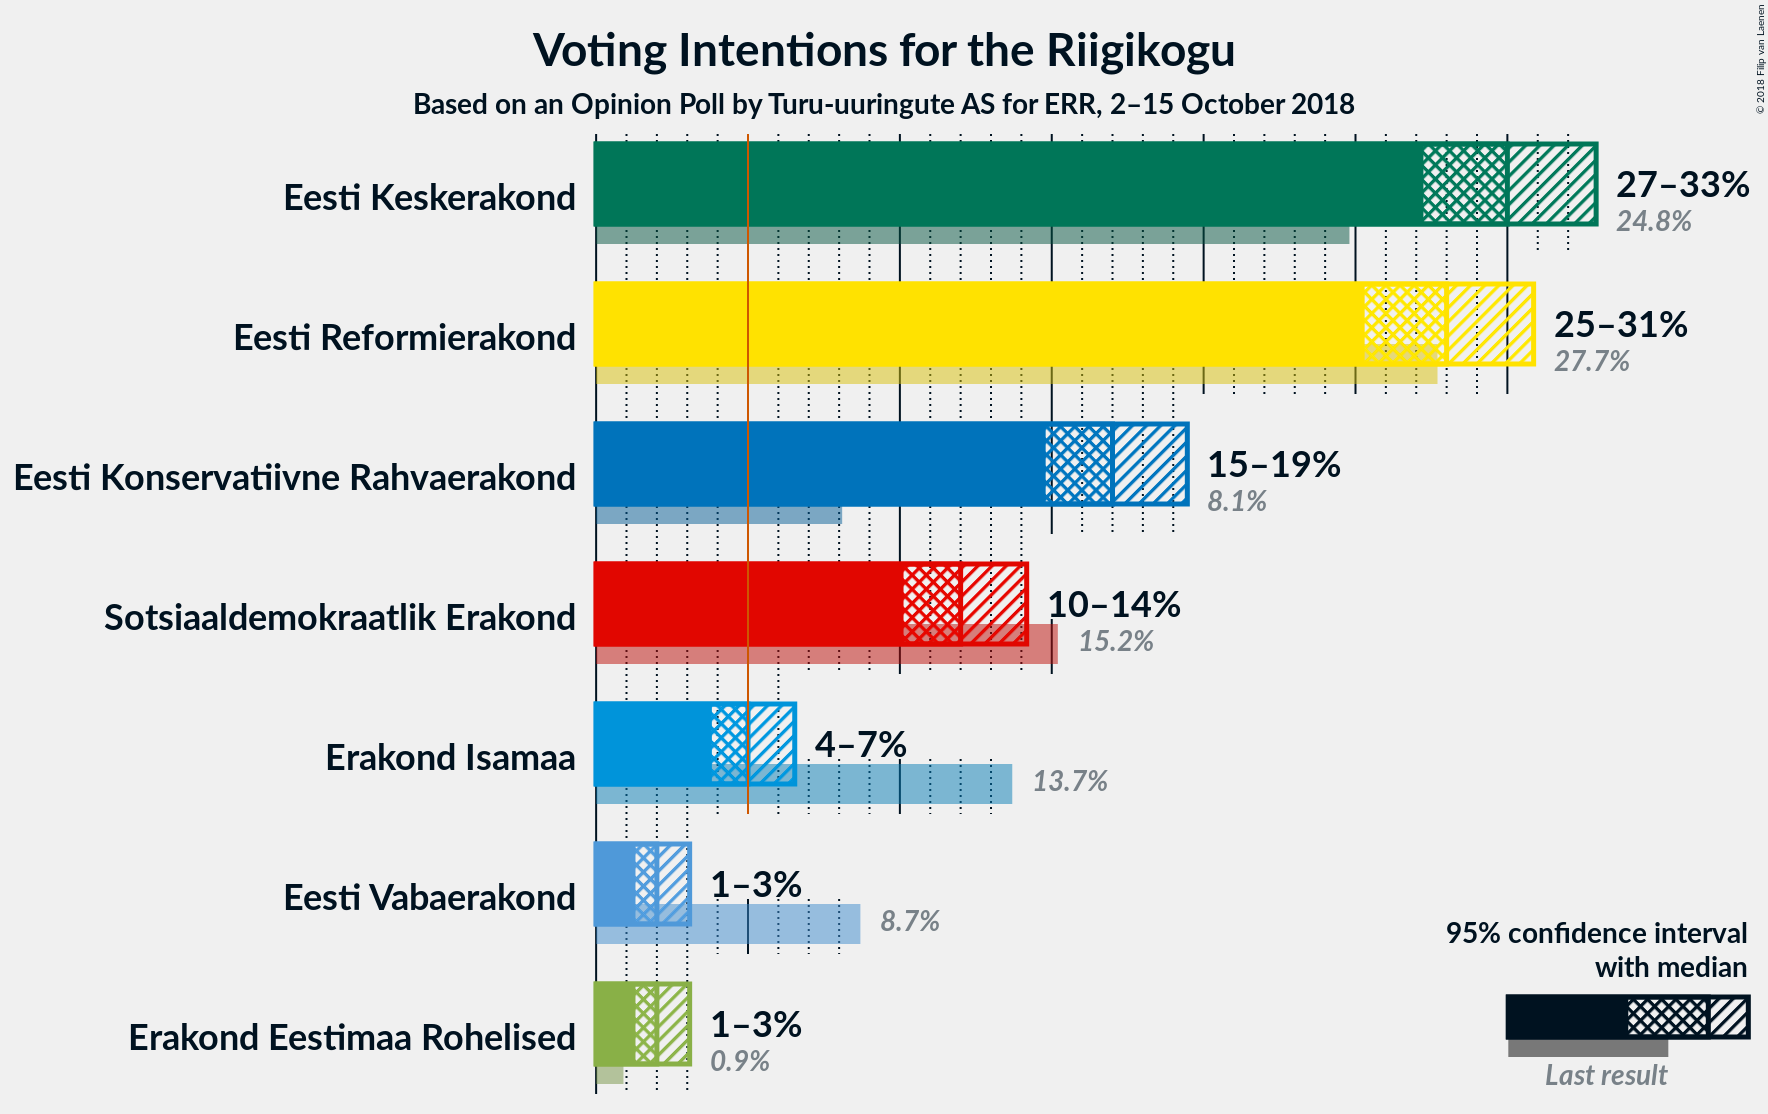 Voting Intentions for the Riigikogu
Based on an Opinion Poll by Turu-uuringute AS for ERR, 2–15 October 2018
© 2018 Filip van Laenen
Eesti Keskerakond
27–33%
24.8%
Eesti Reformierakond
25–31%
27.7%
Eesti Konservatiivne Rahvaerakond
15–19%
8.1%
Sotsiaaldemokraatlik Erakond
10–14%
15.2%
Erakond Isamaa
4–7%
13.7%
Eesti Vabaerakond
1–3%
8.7%
Erakond Eestimaa Rohelised
1–3%
0.9%
95% confidence interval
with median
Last result